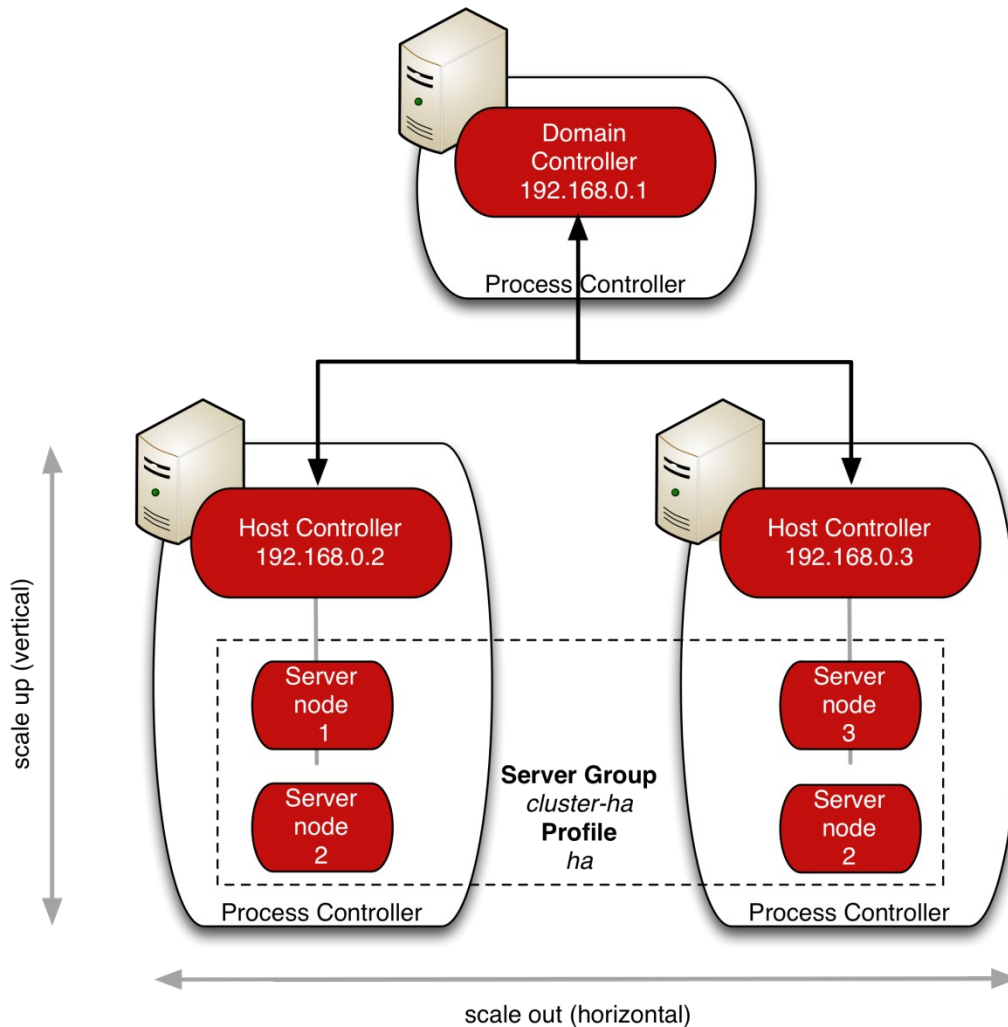 Domain
Controller
192.168.0.1
Process Controller
Host Controller
192.168.0.2
Host Controller
192.168.0.3
scale up (vertical)
Server
node
1
Server
node
3
Server Group
cluster-ha
Profile
ha
Server
node
2
Server
node
2
Process Controller
Process Controller
scale out (horizontal)